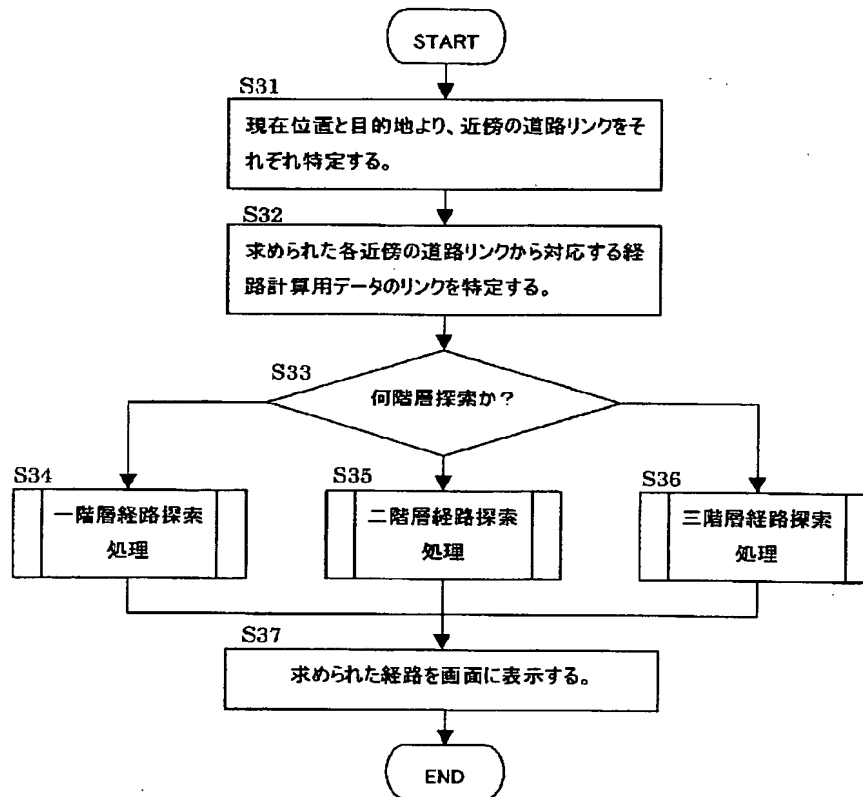 START
S31
現在位置と目的地より、近傍の道路リンクをそ
れぞれ特定する。
S32
求められた各近傍の道路リンクから対応する経
路計算用データのリンクを特定する。
S33
何階層探索か？
S34
一階層経路探索
処理
S35
二階層経路探索
処理
S36
三階層経路探索
処理
S37
求められた経路を画面に表示する。
END